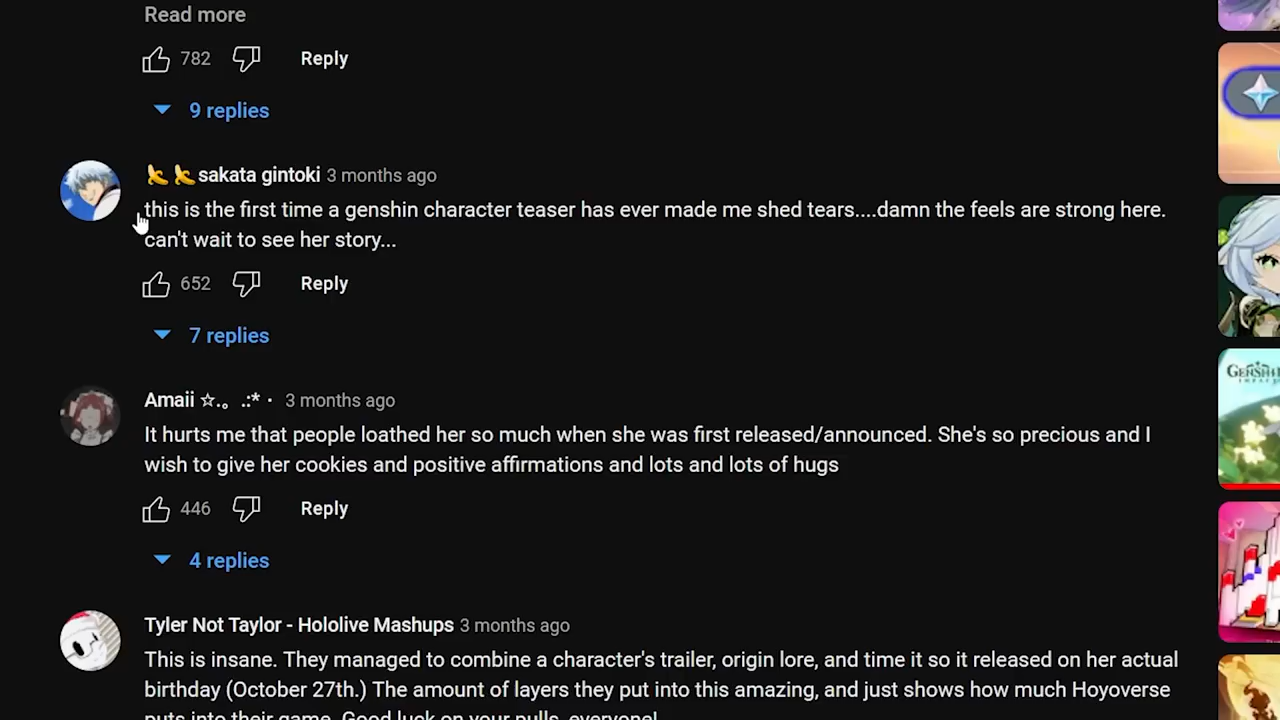 Read more
782 Reply
9 replies
🍌🍌sakata gintoki 3 months ago
this is the first time a genshin character teaser has ever made me shed tears....damn the feels are strong here.
can't wait to see her story...
652 Reply
7 replies
Amaii ☆.。.:*・ 3 months ago
It hurts me that people loathed her so much when she was first released/announced. She's so precious and I
wish to give her cookies and positive affirmations and lots and lots of hugs
446 Reply
4 replies
Tyler Not Taylor - Hololive Mashups 3 months ago
This is insane. They managed to combine a character's trailer, origin lore, and time it so it released on her actual
birthday (October 27th.) The amount of layers they put into this amazing, and just shows how much Hoyoverse
puts into their game. Good luck on your pulls, everyone!
GENSHIN
IMPACT